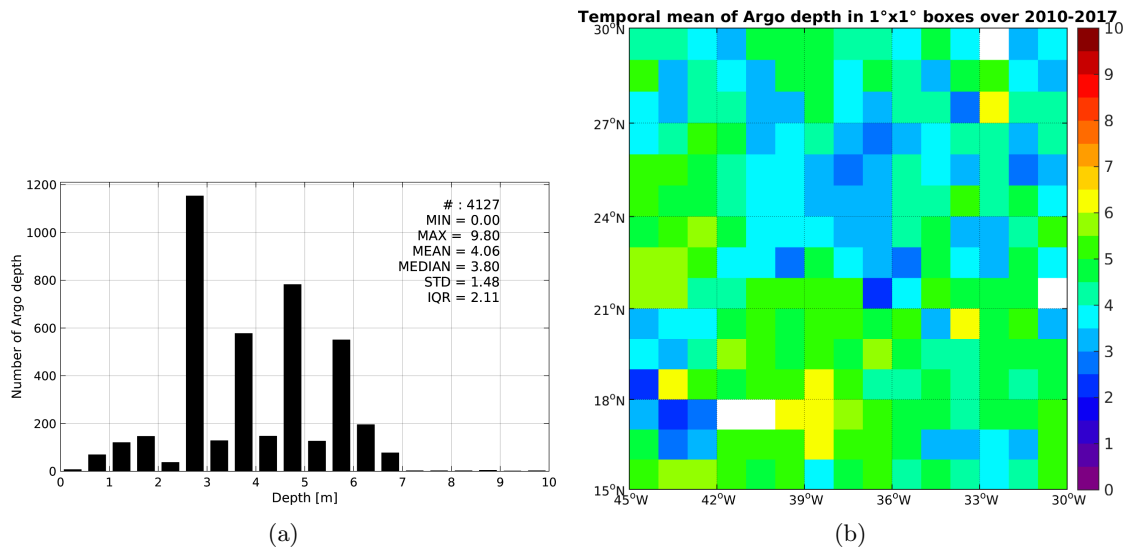 Temporal mean of Argo depth in 1°x1° boxes over 2010-2017
1200
1000
800
600
400
200
0
Number of Argo depth
# : 4127
MIN = 0.00
MAX = 9.80
MEAN = 4.06
MEDIAN = 3.80
STD = 1.48
IQR = 2.11
0 1 2 3 4 5 6 7 8 9 10
Depth [m]
(a)
30°N
27°N
24°N
21°N
18°N
15°N
45°W 42°W 39°W 36°W 33°W 30°W
10
9
8
7
6
5
4
3
2
1
0
(b)